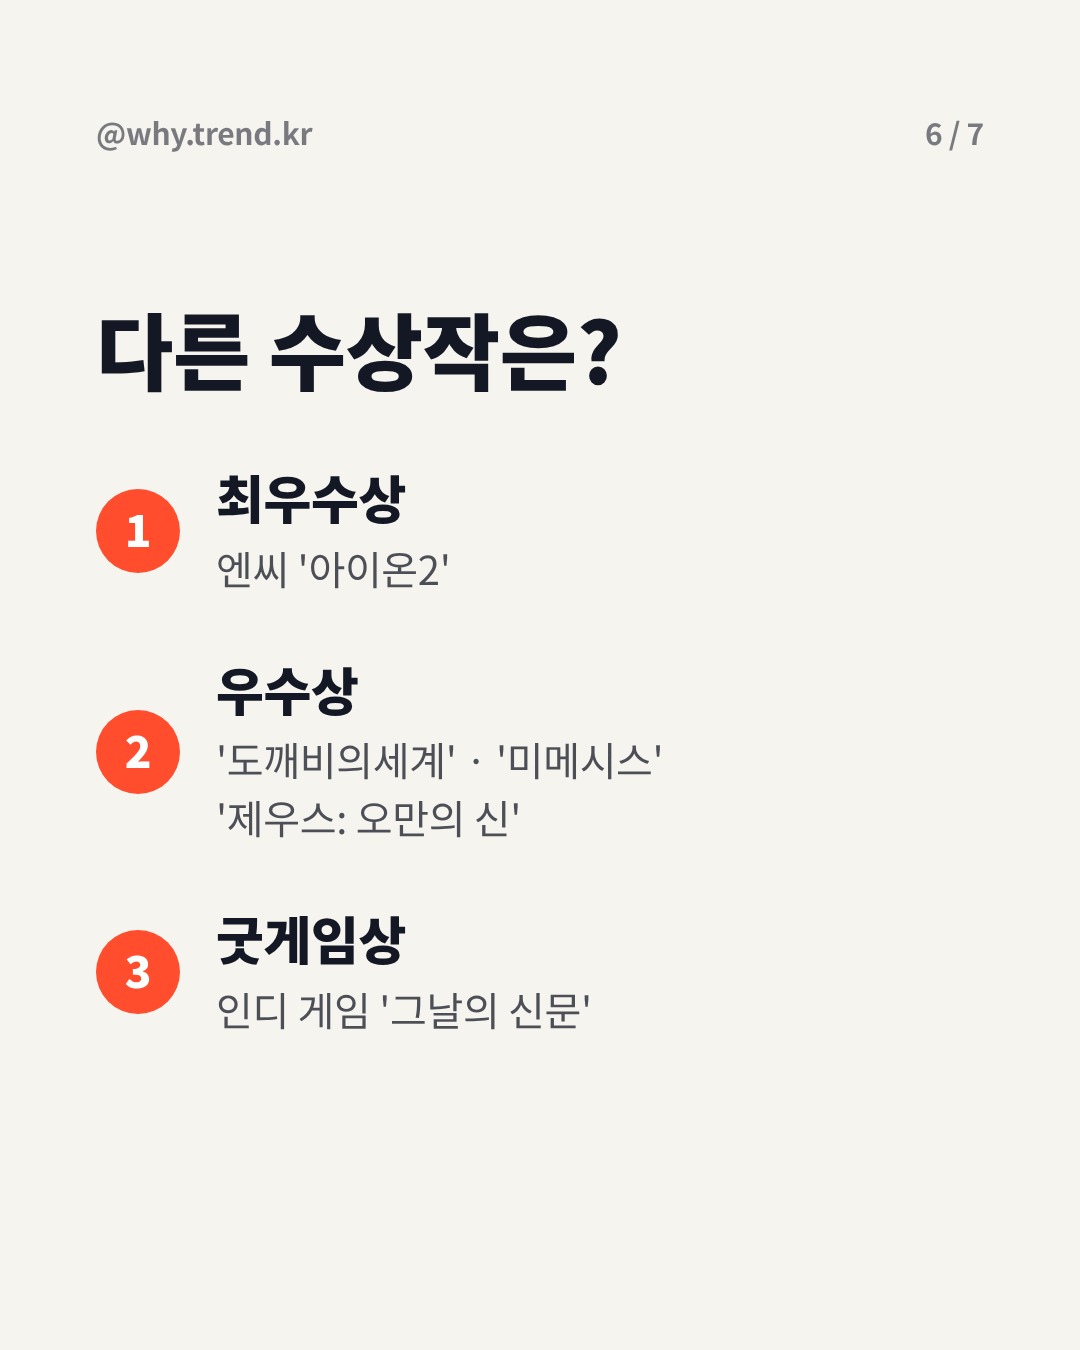 @why.trend.kr
6 / 7
다른 수상작은?
1
최우수상
엔씨 '아이온2'
2
우수상
'도깨비의세계' · '미메시스'
'제우스: 오만의 신'
3
굿게임상
인디 게임 '그날의 신문'